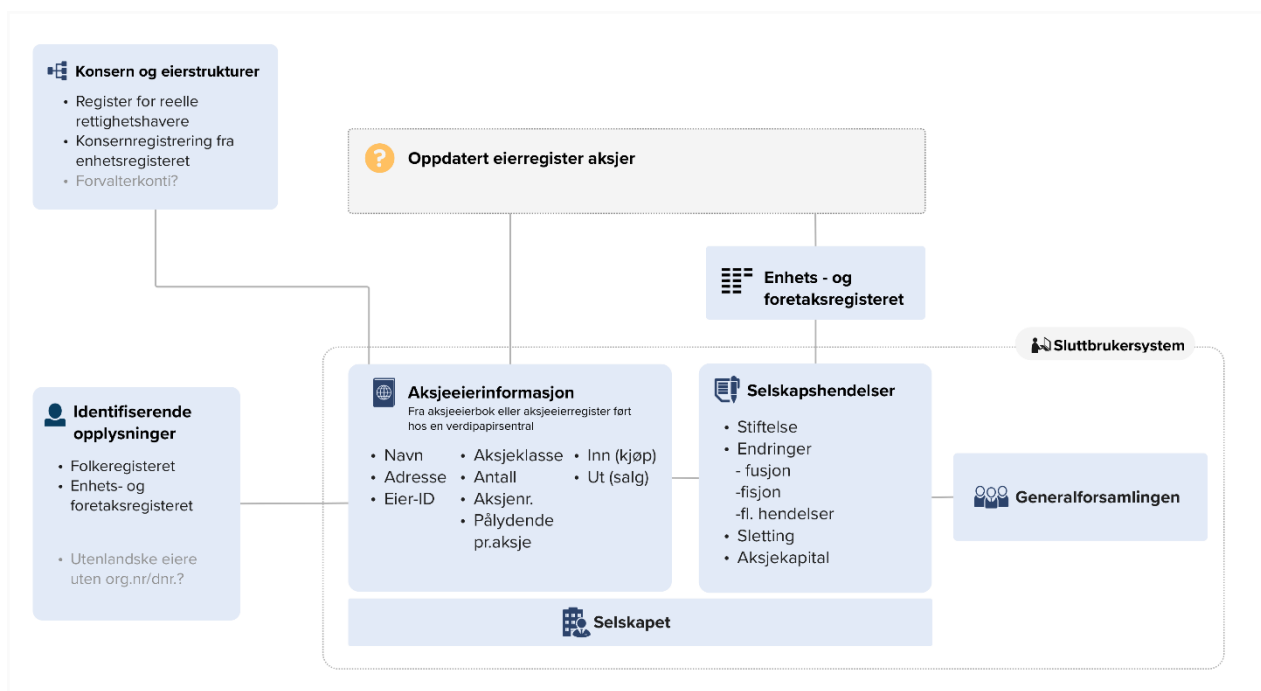 Konsern og eierstrukturer
• Register for reelle
rettighetshavere
• Konsernregistrering fra
enhetsregisteret
• Forvalterkonti?
? Oppdatert eierregister aksjer
Enhets - og
foretaksregisteret
Sluttbrukersystem
Identifiserende
opplysninger
• Folkeregisteret
• Enhets- og
foretaksregisteret
• Utenlandske eiere
uten org.nr/dnr.?
Aksjeeierinformasjon
Fra aksjeeierbok eller aksjeeierregister ført
hos en verdipapirsentral
• Navn
• Adresse
• Eier-ID
• Aksjeklasse
• Antall
• Aksjenr.
• Pålydende
pr.aksje
• Inn (kjøp)
• Ut (salg)
Selskapshendelser
• Stiftelse
• Endringer
- fusjon
-fisjon
-fl. hendelser
• Sletting
• Aksjekapital
Generalforsamlingen
Selskapet